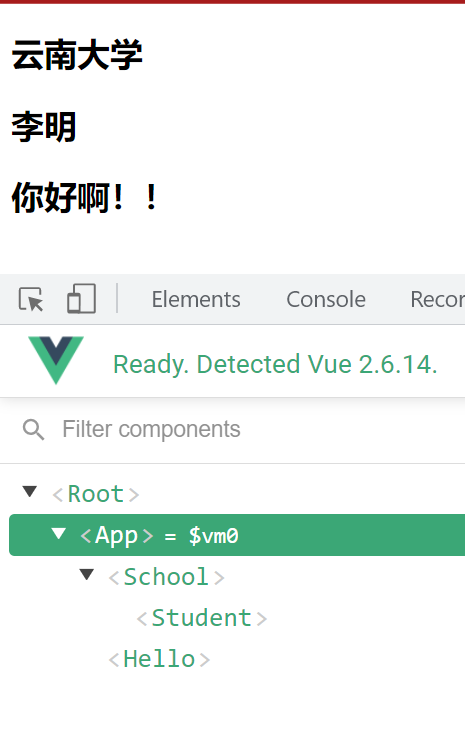 云南大学
李明
你好啊！！
Elements Console
Ready. Detected Vue 2.6.14.
Filter components
<Root>
<App> = $vm0
<School>
<Student>
<Hello>